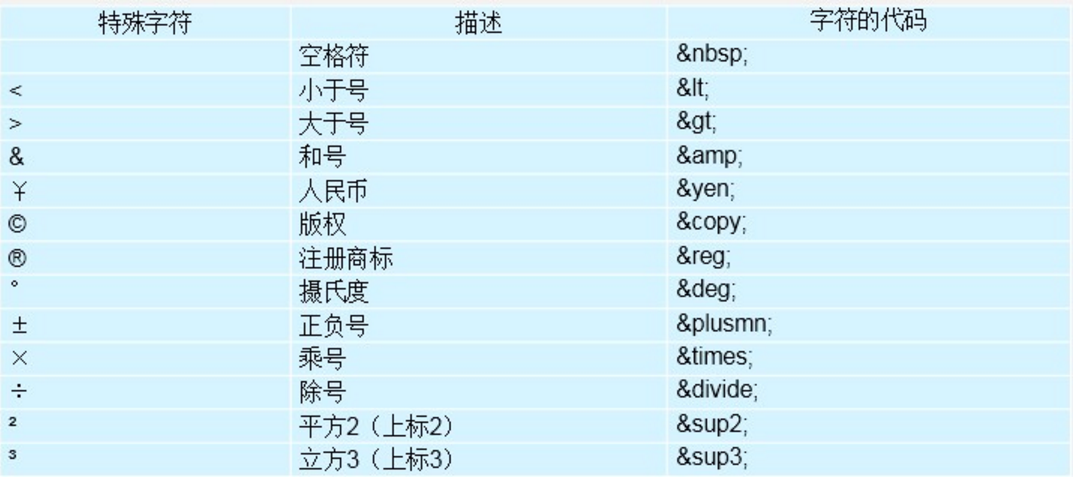 特殊字符 描述 字符的代码
空格符 &nbsp;
< 小于号 &lt;
> 大于号 &gt;
& 和号 &amp;
¥ 人民币 &yen;
© 版权 &copy;
® 注册商标 &reg;
° 摄氏度 &deg;
± 正负号 &plusmn;
× 乘号 &times;
÷ 除号 &divide;
² 平方2（上标2） &sup2;
³ 立方3（上标3） &sup3;